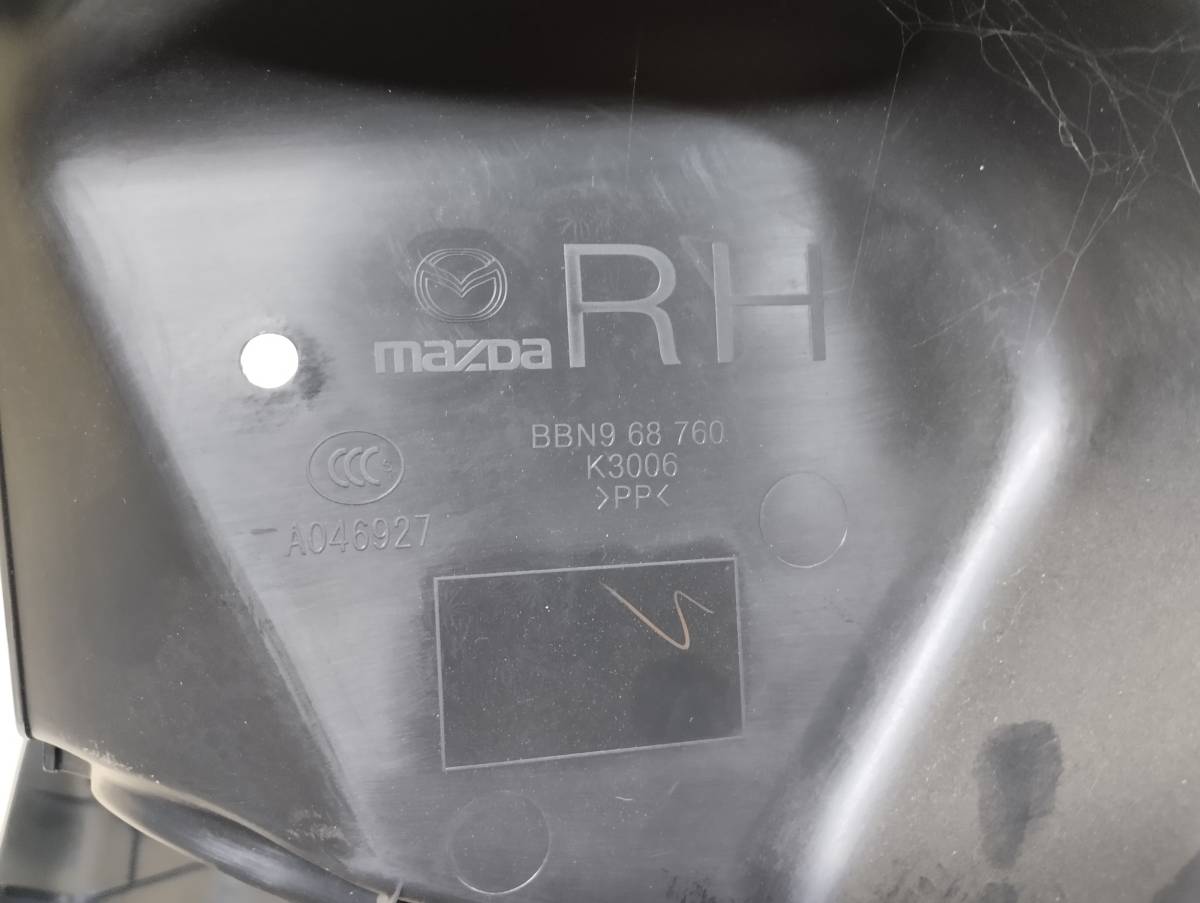 RH
mazda
BBN9 68 760
K3006
>PP<
CCC S
A046927